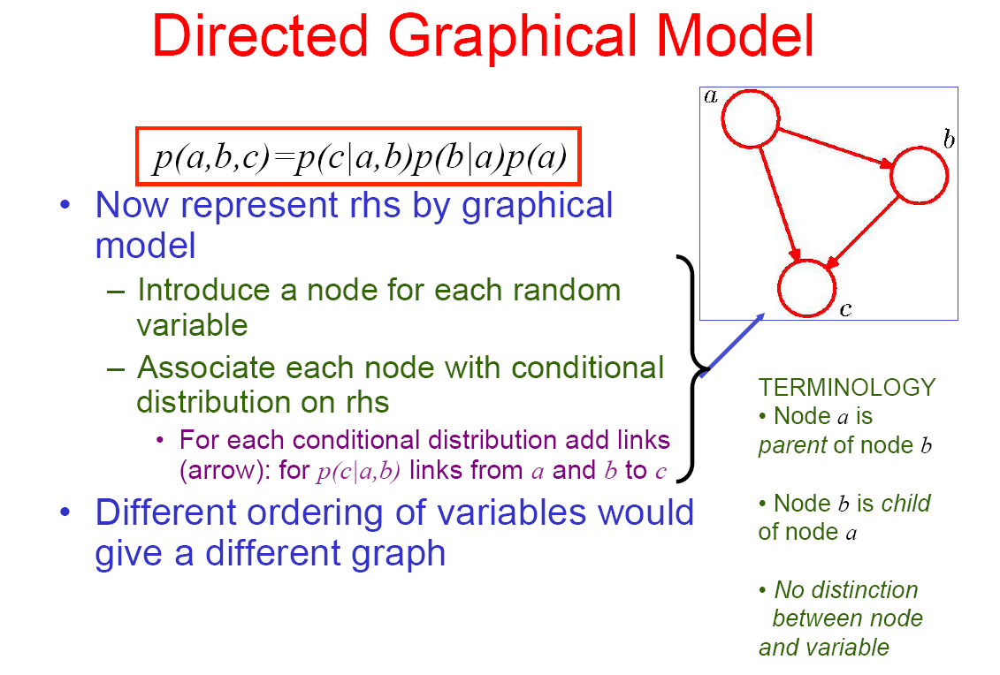 Directed Graphical Model
p(a,b,c)=p(c|a,b)p(b|a)p(a)
• Now represent rhs by graphical
model
– Introduce a node for each random
variable
– Associate each node with conditional
distribution on rhs
• For each conditional distribution add links
(arrow): for p(c|a,b) links from a and b to c
• Different ordering of variables would
give a different graph
a
b
c
TERMINOLOGY
• Node a is
parent of node b
• Node b is child
of node a
• No distinction
between node
and variable